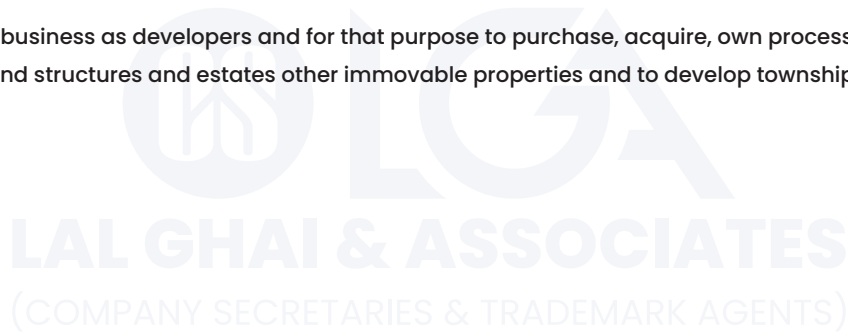 business as developers and for that purpose to purchase, acquire, own process
nd structures and estates other immovable properties and to develop township
LGA
LAL GHAI & ASSOCIATES
(COMPANY SECRETARIES & TRADEMARK AGENTS)